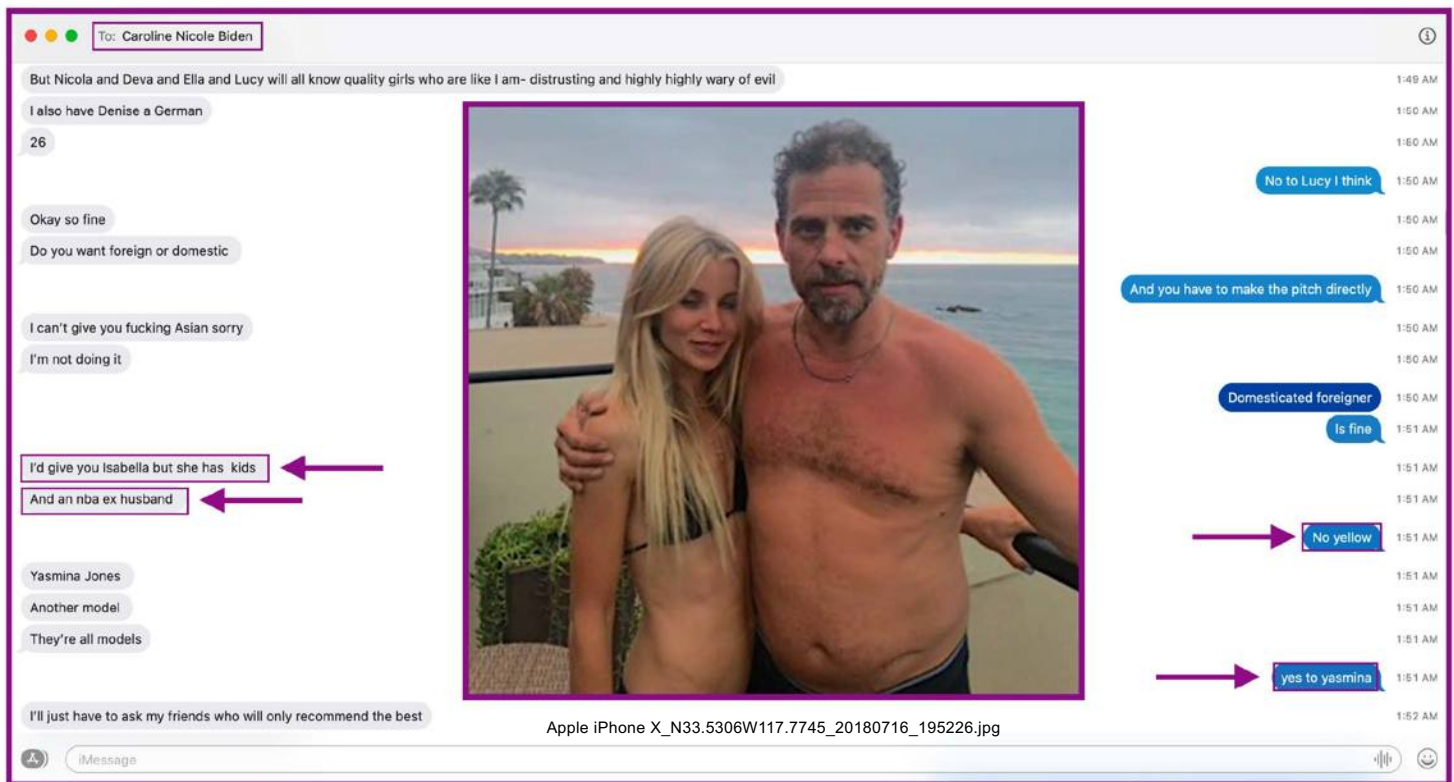 To: Caroline Nicole Biden
But Nicola and Deva and Ella and Lucy will all know quality girls who are like I am- distrusting and highly highly wary of evil
1:49 AM
I also have Denise a German
1:50 AM
26
1:50 AM
No to Lucy I think
1:50 AM
Okay so fine
1:50 AM
Do you want foreign or domestic
1:50 AM
And you have to make the pitch directly
1:50 AM
I can't give you fucking Asian sorry
1:50 AM
I'm not doing it
1:50 AM
Domesticated foreigner
1:50 AM
Is fine
1:51 AM
I'd give you Isabella but she has kids
1:51 AM
And an nba ex husband
1:51 AM
No yellow
1:51 AM
Yasmina Jones
1:51 AM
Another model
1:51 AM
They're all models
1:51 AM
yes to yasmina
1:51 AM
I'll just have to ask my friends who will only recommend the best
1:52 AM
Apple iPhone X_N33.5306W117.7745_20180716_195226.jpg
iMessage